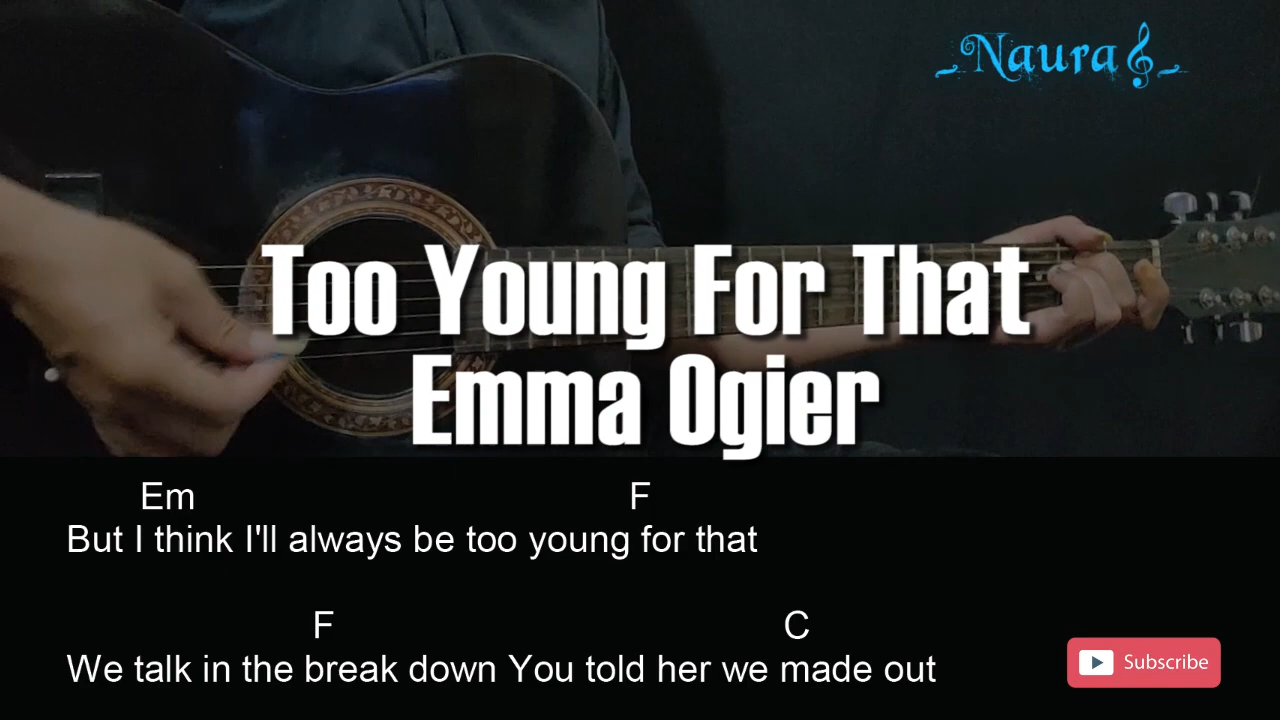 Naura
Too Young For That
Emma Ogier
Em F
But I think I'll always be too young for that
F C
We talk in the break down You told her we made out
Subscribe